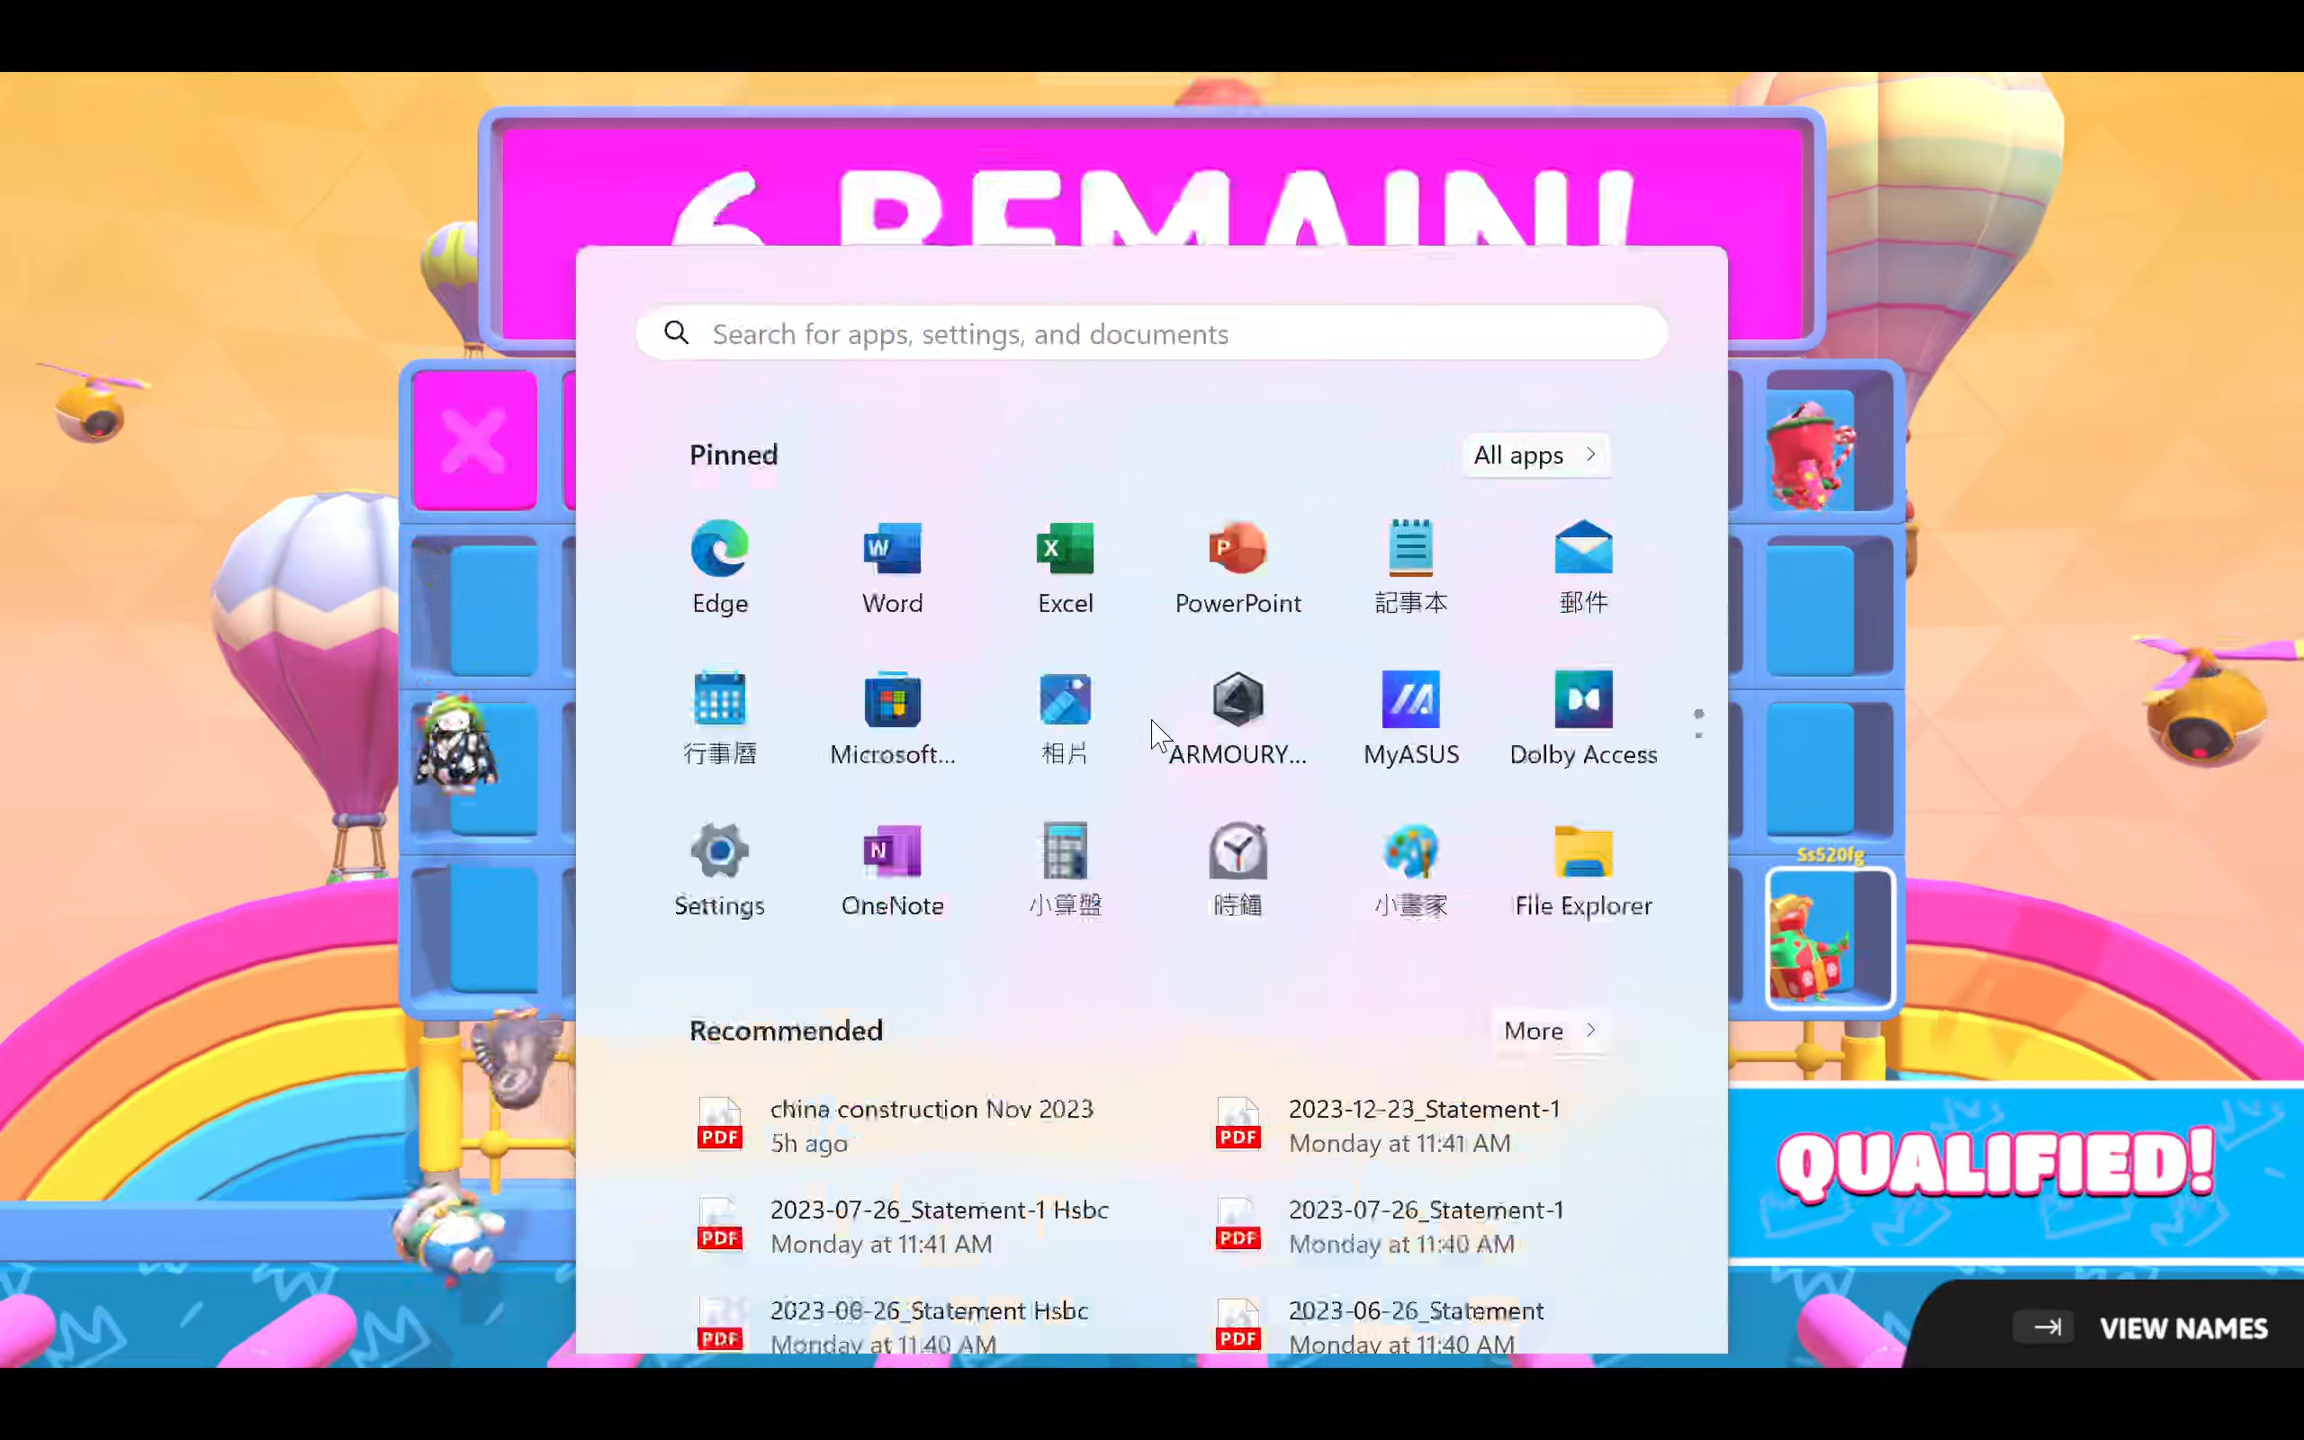 6 REMAIN!
Search for apps, settings, and documents
Pinned
All apps
Edge
Word
Excel
PowerPoint
記事本
郵件
行事曆
Microsoft...
相片
ARMOURY...
MyASUS
Dolby Access
Settings
OneNote
小算盤
時鐘
小畫家
File Explorer
Ss520fg
Recommended
More
china construction Nov 2023
5h ago
2023-12-23_Statement-1
Monday at 11:41 AM
2023-07-26_Statement-1 Hsbc
Monday at 11:41 AM
2023-07-26_Statement-1
Monday at 11:40 AM
2023-06-26_Statement Hsbc
Monday at 11:40 AM
2023-06-26_Statement
Monday at 11:40 AM
QUALIFIED!
VIEW NAMES